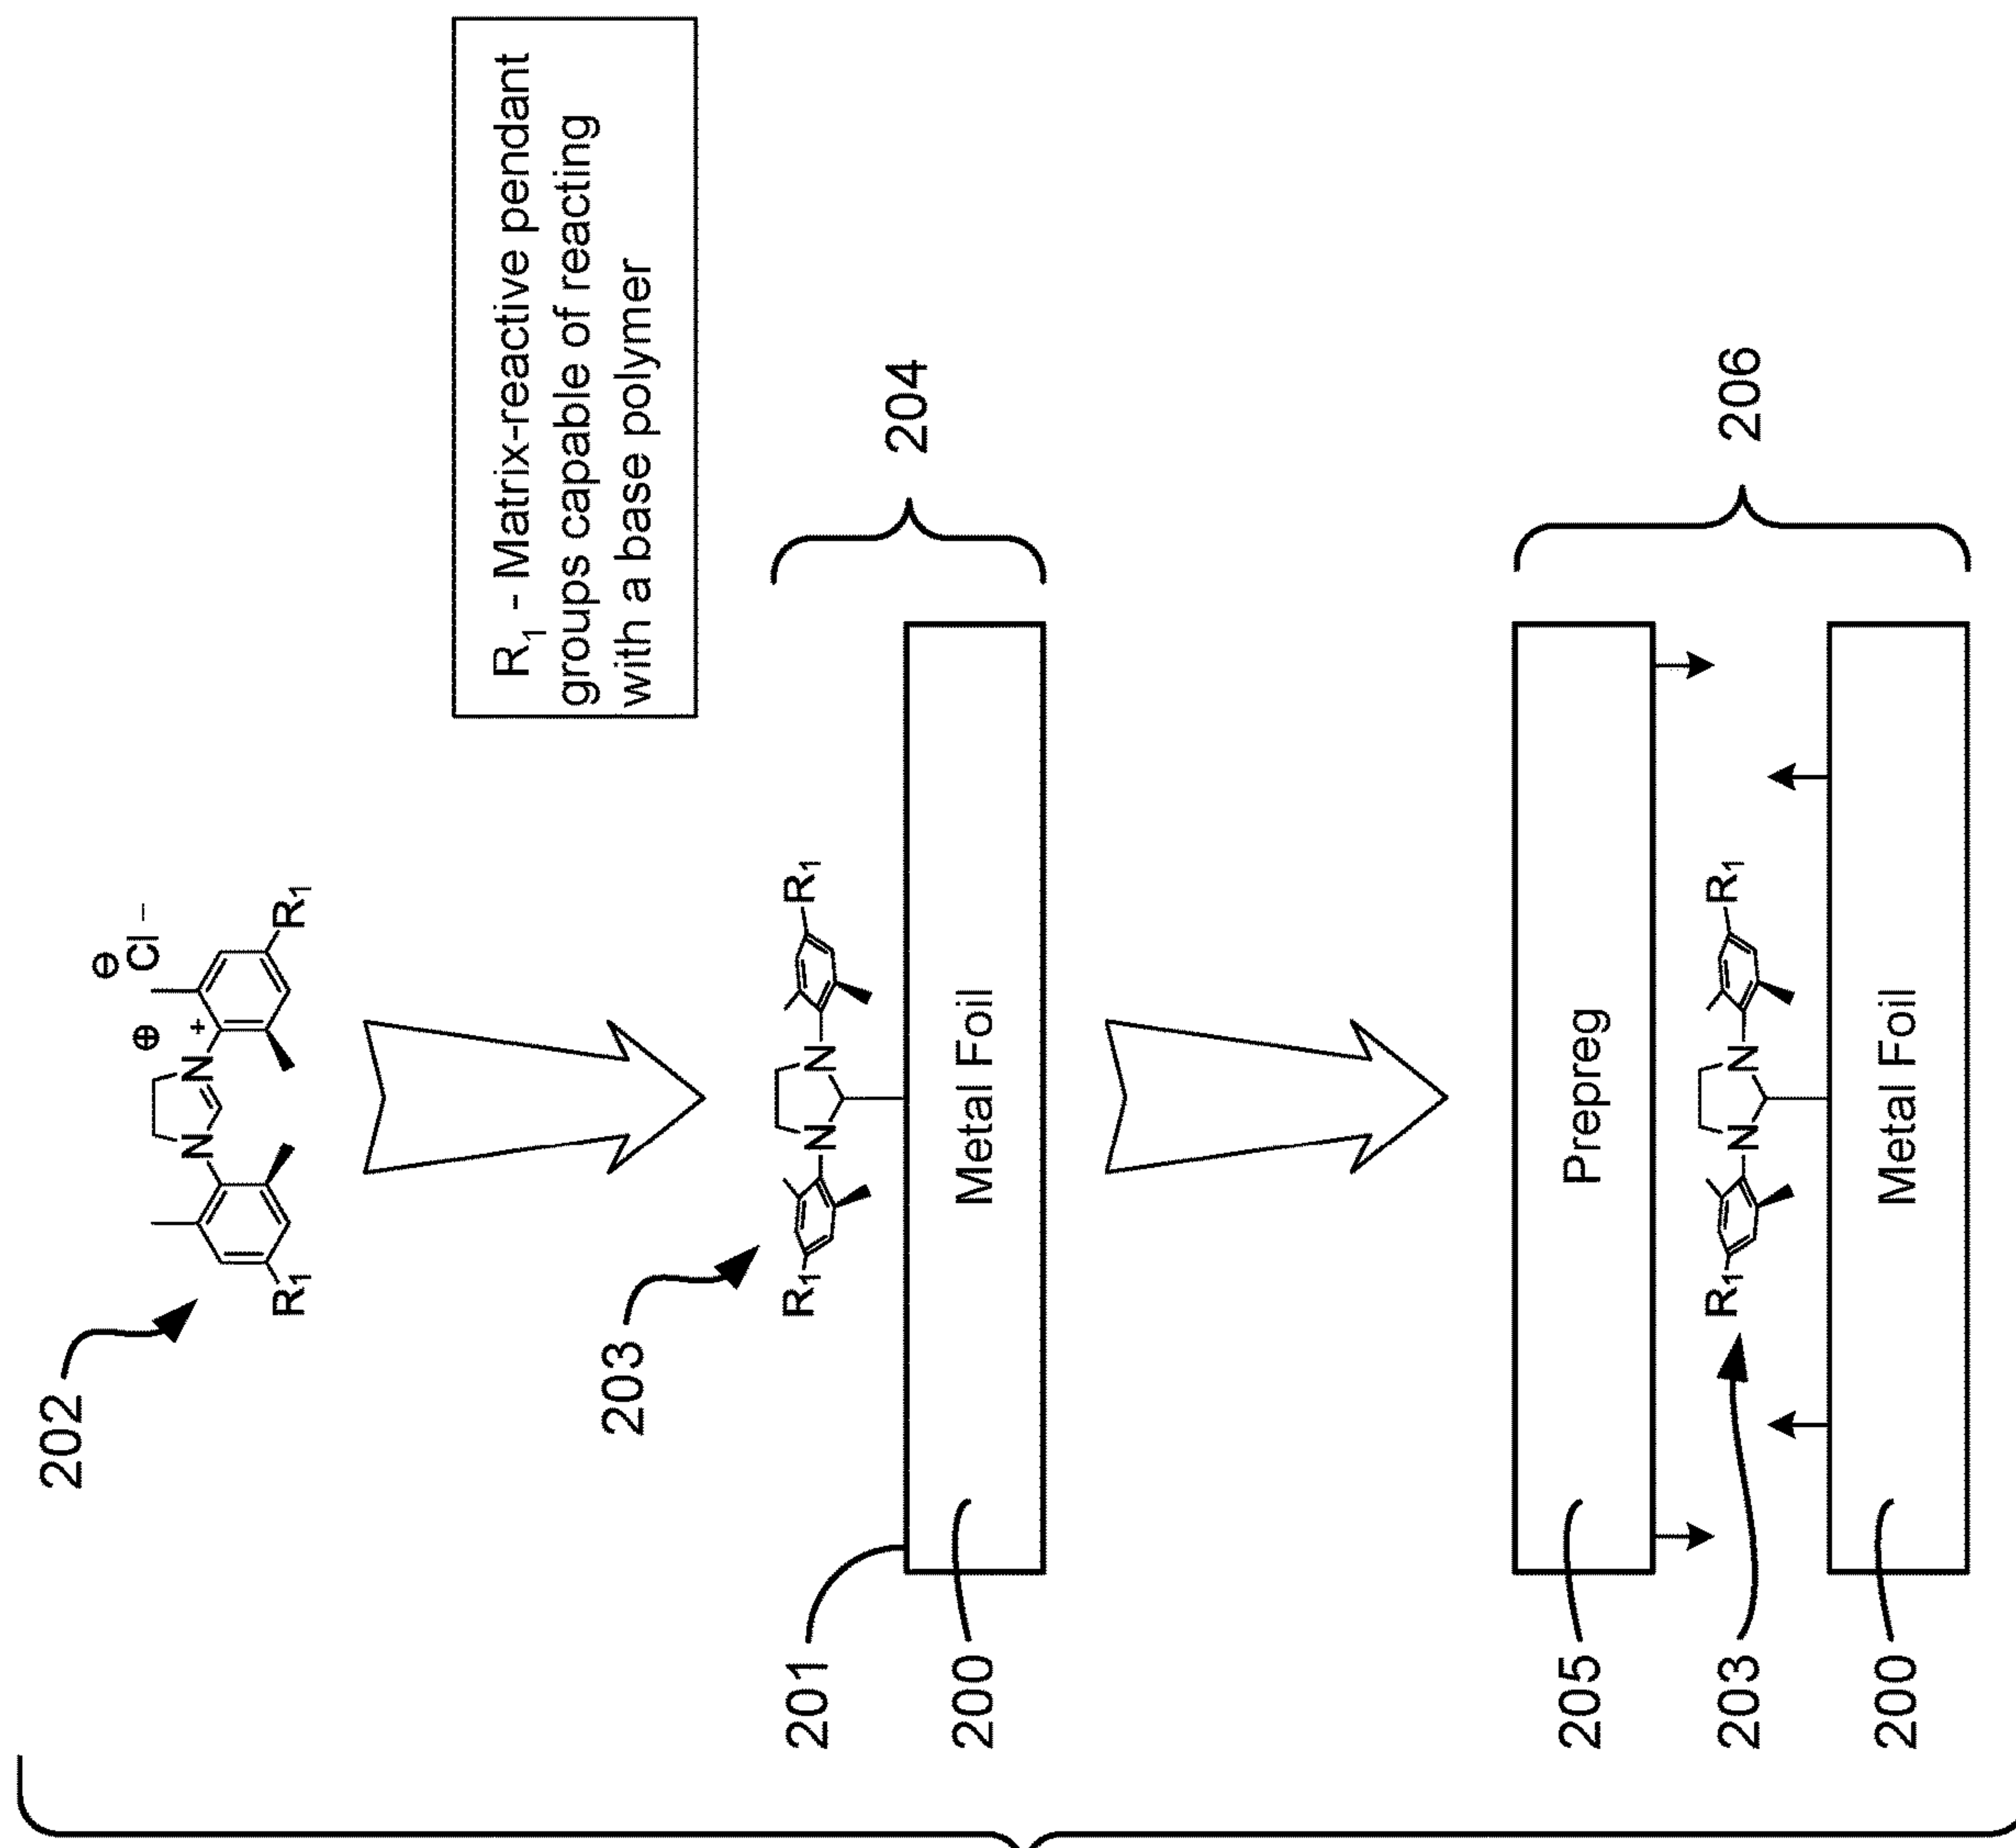 202
⊕
⊖
N
N
+
Cl -
R1
R1
R1 - Matrix-reactive pendant
groups capable of reacting
with a base polymer
203
R1
N
N
R1
204
201
200
Metal Foil
205
Prepreg
206
203
R1
N
N
R1
200
Metal Foil